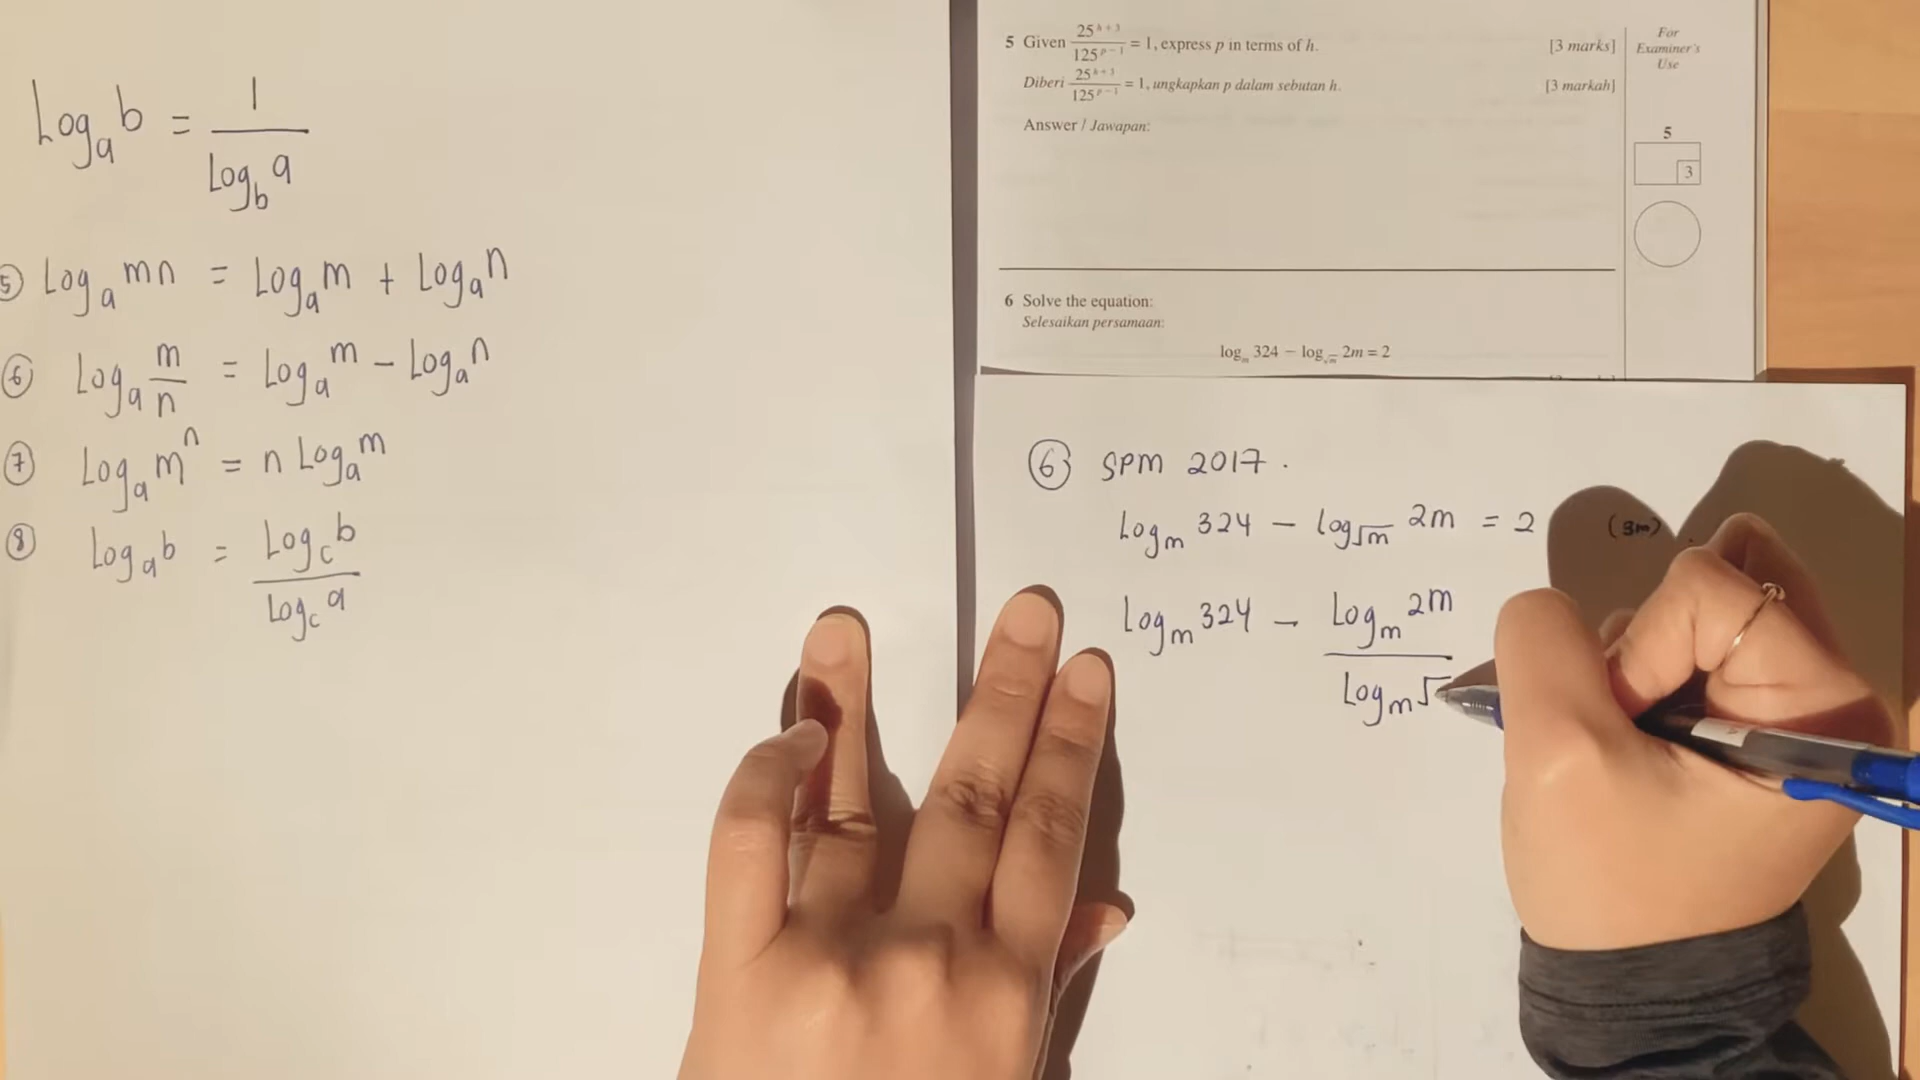 Log_a b = 1 / Log_b a
⑤ Log_a mn = Log_a m + Log_a n
⑥ Log_a m/n = Log_a m - Log_a n
⑦ Log_a m^n = n Log_a m
⑧ Log_a b = Log_c b / Log_c a
5 Given 25^(h + 3) / 125^(p − 1) = 1, express p in terms of h. [3 marks]
Diberi 25^(h + 3) / 125^(p − 1) = 1, ungkapkan p dalam sebutan h. [3 markah]
Answer / Jawapan:
For
Examiner's
Use
5
3
6 Solve the equation:
Selesaikan persamaan:
log_m 324 − log_√m 2m = 2
⑥ SPM 2017.
Log_m 324 − log_√m 2m = 2 (3m)
Log_m 324 − Log_m 2m / Log_m √